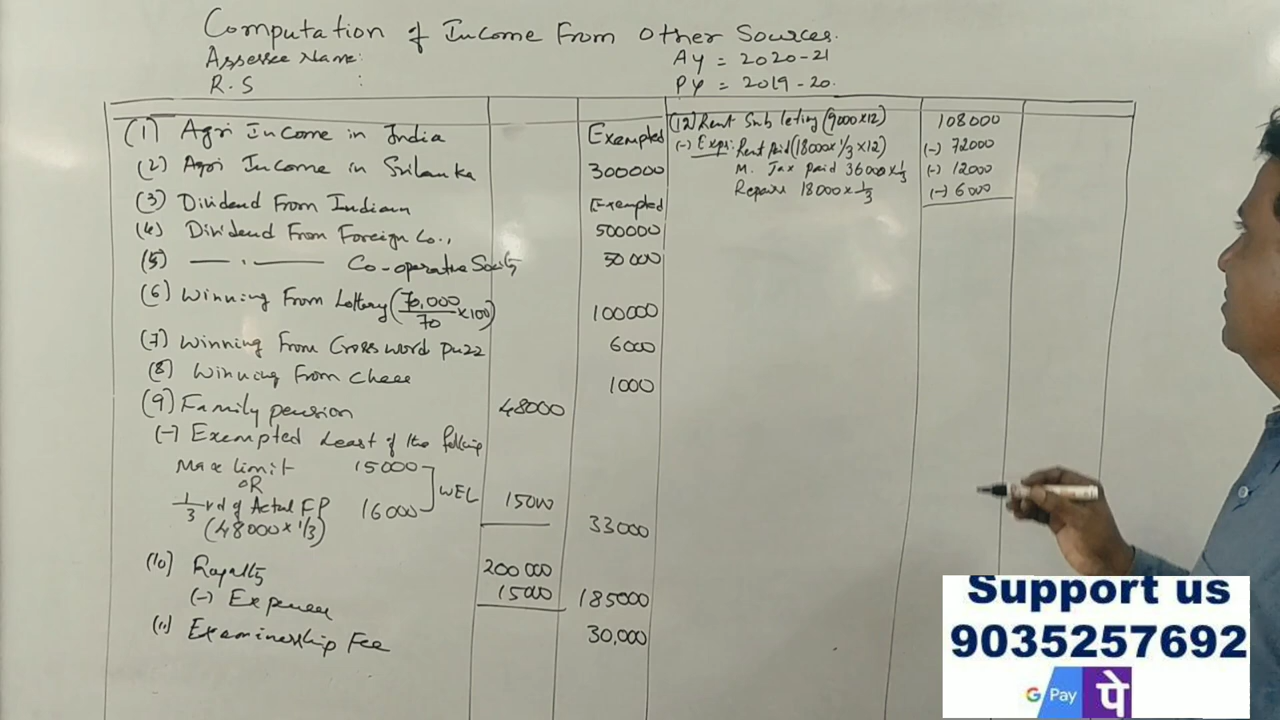 Computation of Income From Other Sources.
Assessee Name:
AY = 2020-21
R.S :
PY = 2019-20.
(1) Agri Income in India Exempted
(2) Agri Income in Srilanka 300000
(3) Dividend From Indian Exempted
(4) Dividend From Foreign Co., 500000
(5) —— " —— Co-operative Society 50000
(6) Winning From Lottery (70,000/70 x100) 100000
(7) Winning From Crossword Puzz 6000
(8) Winning From Chess 1000
(9) Family pension 48000
(-) Exempted Least of the following
Max limit 15000
OR
WEL
1/3 rd of Actual FP 16000 15000
(48000 x 1/3) 33000
(10) Royalty 200000
(-) Expenses 15000 185000
(11) Examinership Fee 30,000
(12) Rent Sub leting (9000 x12) 108000
(-) Exps: Rent paid (18000 x 1/3 x12) (-) 72000
M. Tax paid 36000 x 1/3 (-) 12000
Repairs 18000 x 1/3 (-) 6000
Support us
9035257692
G Pay पे